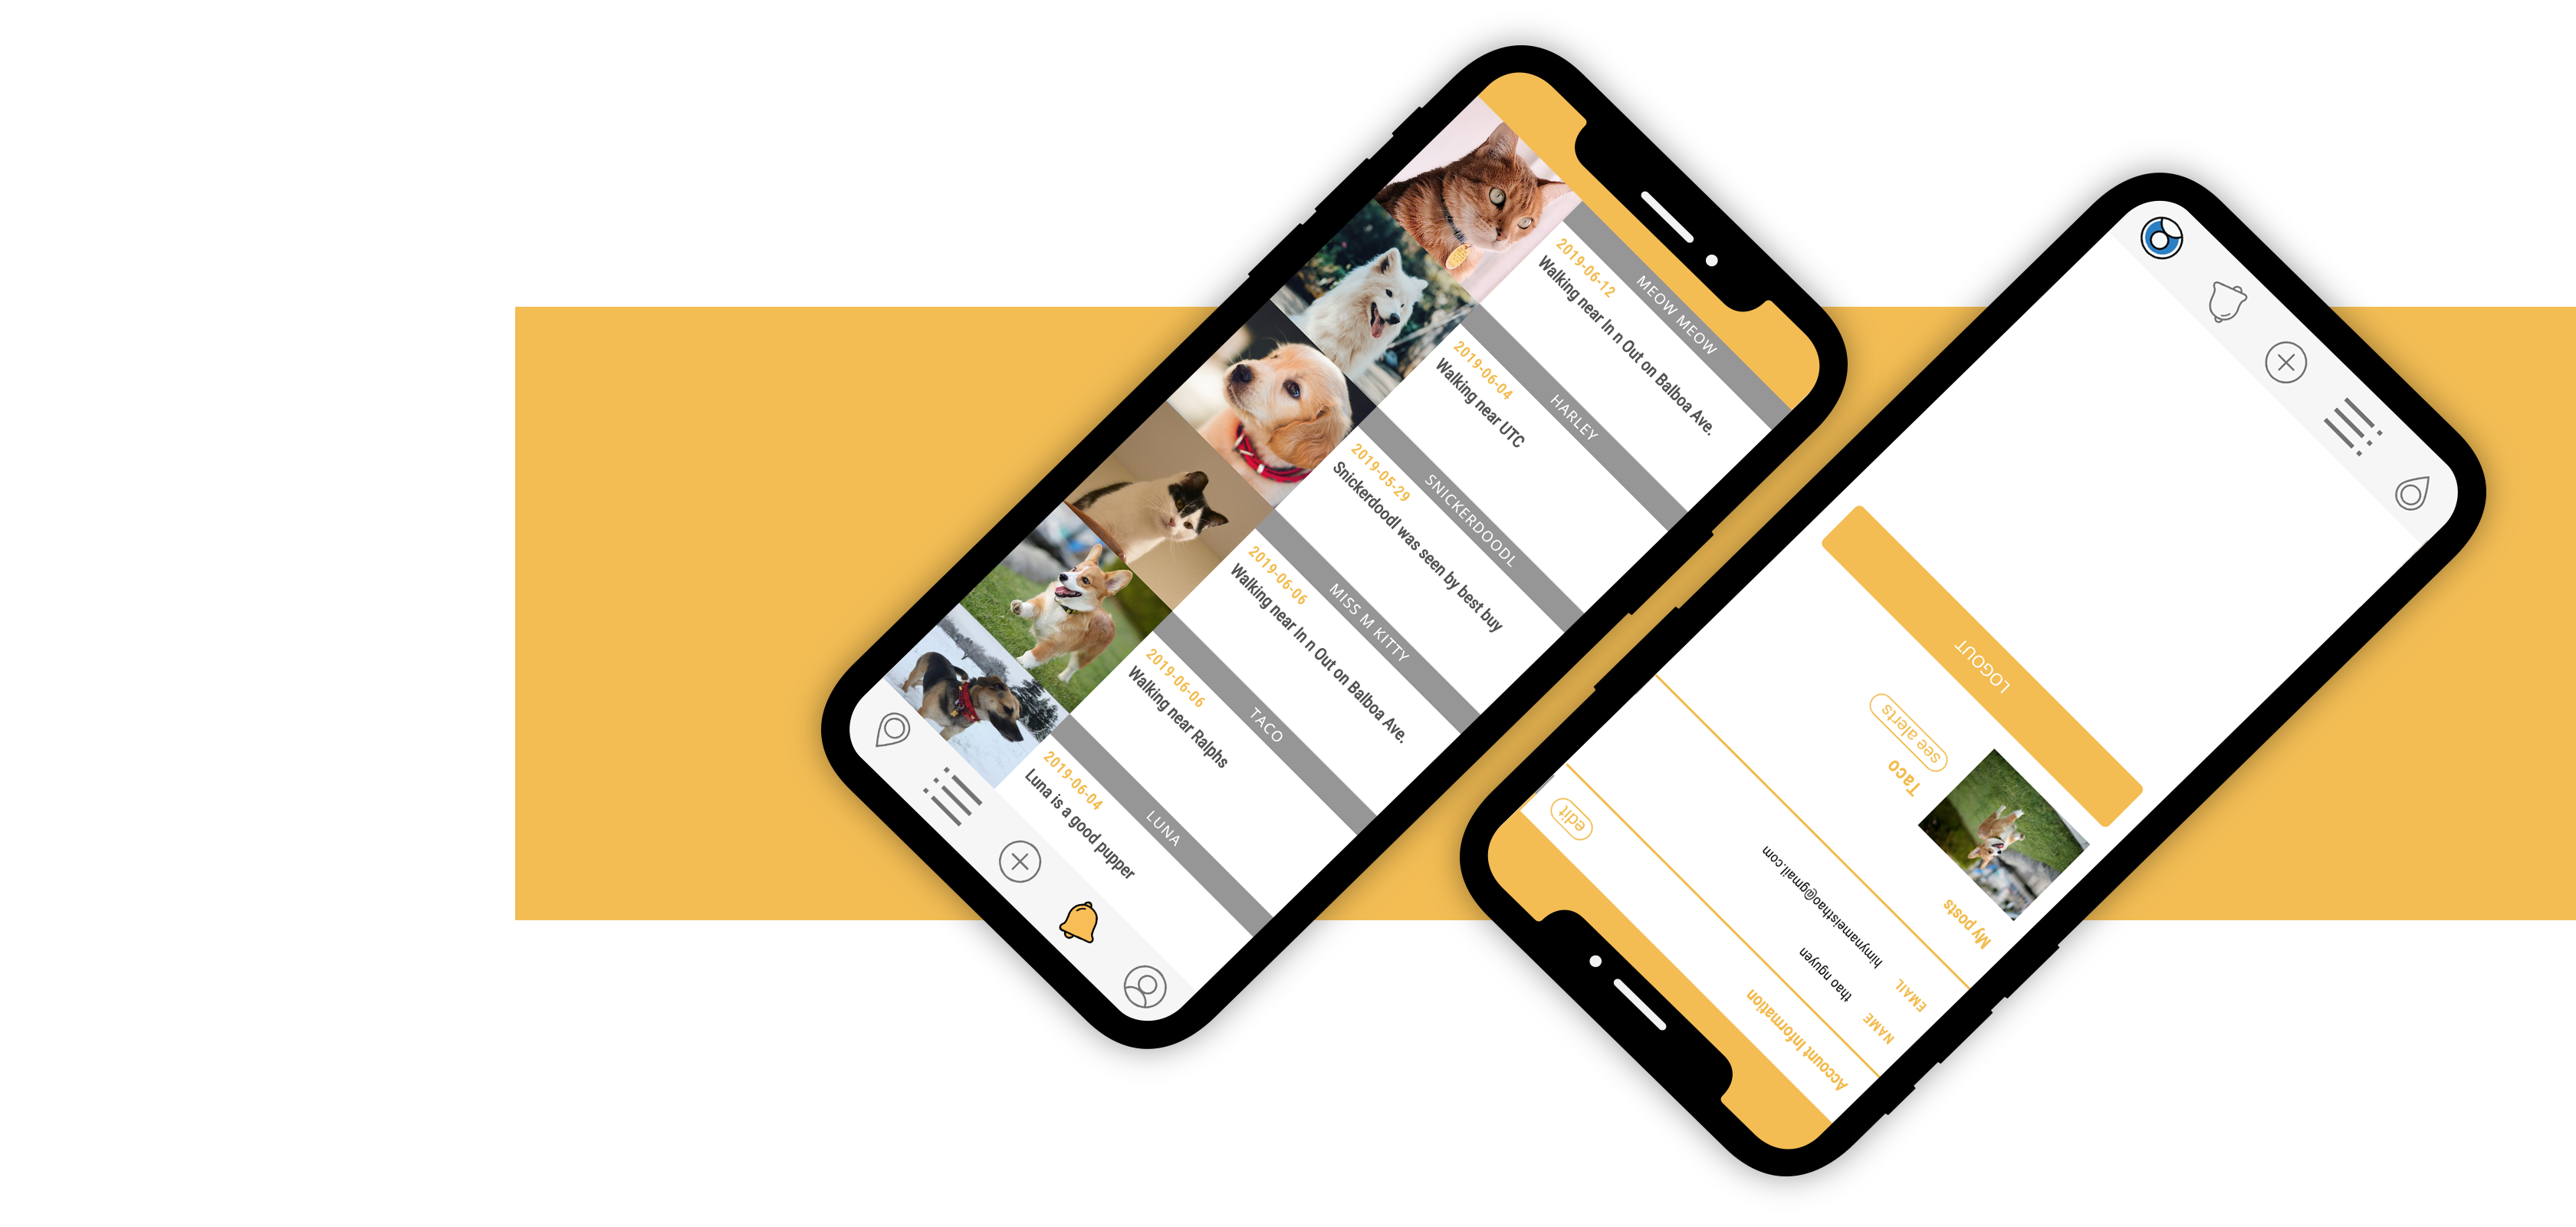 MEOW MEOW
2019-06-12
Walking near In n Out on Balboa Ave.
HARLEY
2019-06-04
Walking near UTC
SNICKERDOODL
2019-05-29
Snickerdoodl was seen by best buy
MISS M KITTY
2019-06-06
Walking near In n Out on Balboa Ave.
TACO
2019-06-06
Walking near Ralphs
LUNA
2019-06-04
Luna is a good pupper
Account Information
edit
NAME
thao nguyen
EMAIL
himynameisthao@gmail.com
My posts
Taco
see alerts
LOGOUT